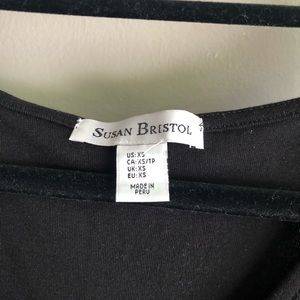 SUSAN BRISTOL
US: XS
CA: XS/TP
UK: XS
EU: XS
MADE IN
PERU